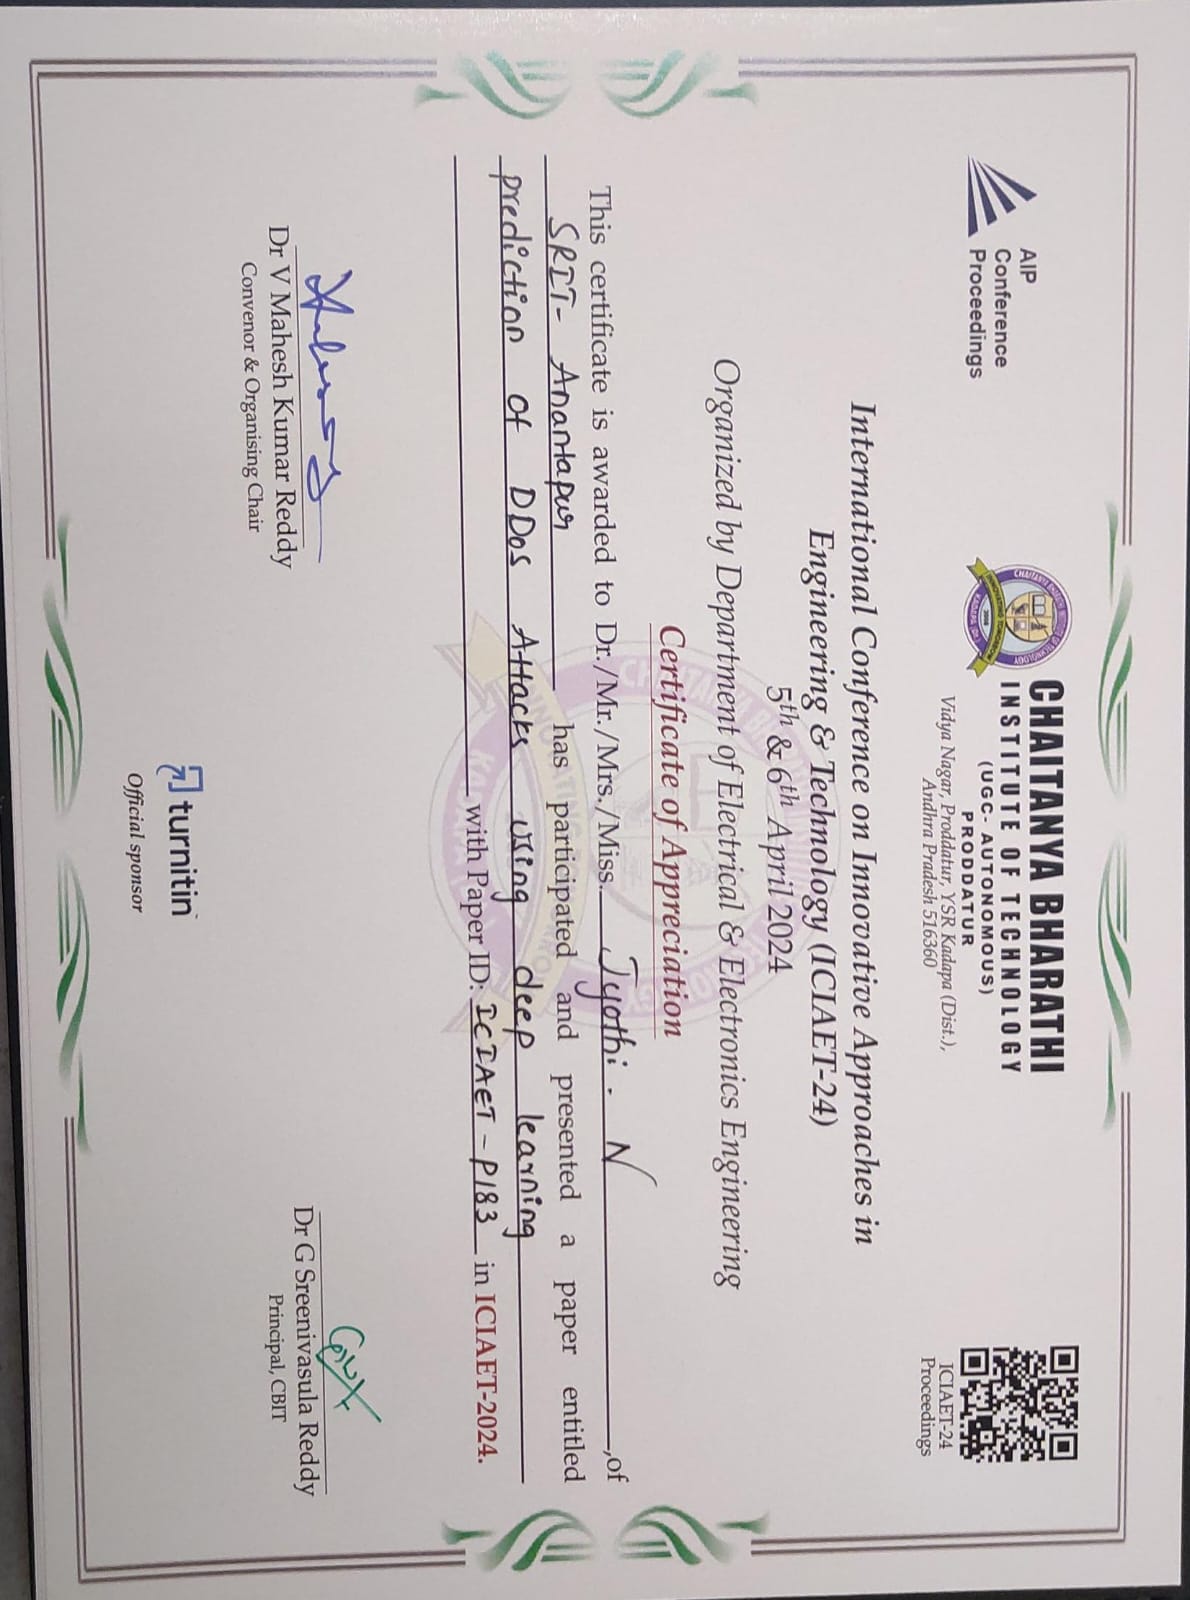 AIP
Conference
Proceedings
CHAITANYA BHARATHI
INSTITUTE OF TECHNOLOGY
(UGC- AUTONOMOUS)
PRODDATUR
Vidya Nagar, Proddatur, YSR Kadapa (Dist.),
Andhra Pradesh 516360
ICIAET-24
Proceedings
International Conference on Innovative Approaches in
Engineering & Technology (ICIAET-24)
5th & 6th April 2024
Organized by Department of Electrical & Electronics Engineering
Certificate of Appreciation
This certificate is awarded to Dr./Mr./Mrs./Miss. Jyothi. N ,of
SRIT- Anantapur has participated and presented a paper entitled
prediction of DDoS Attacks using deep learning
with Paper ID: ICIAET-P183 in ICIAET-2024.
Dr V Mahesh Kumar Reddy
Convenor & Organising Chair
Dr G Sreenivasula Reddy
Principal, CBIT
turnitin
Official sponsor